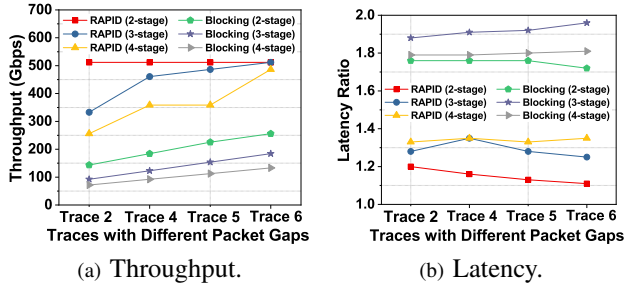 700
600
500
400
300
200
100
0
Throughput (Gbps)
RAPID (2-stage)
RAPID (3-stage)
RAPID (4-stage)
Blocking (2-stage)
Blocking (3-stage)
Blocking (4-stage)
Trace 2 Trace 4 Trace 5 Trace 6
Traces with Different Packet Gaps
(a) Throughput.
2.0
1.8
1.6
1.4
1.2
1.0
Latency Ratio
RAPID (2-stage)
RAPID (3-stage)
RAPID (4-stage)
Blocking (2-stage)
Blocking (3-stage)
Blocking (4-stage)
Trace 2 Trace 4 Trace 5 Trace 6
Traces with Different Packet Gaps
(b) Latency.